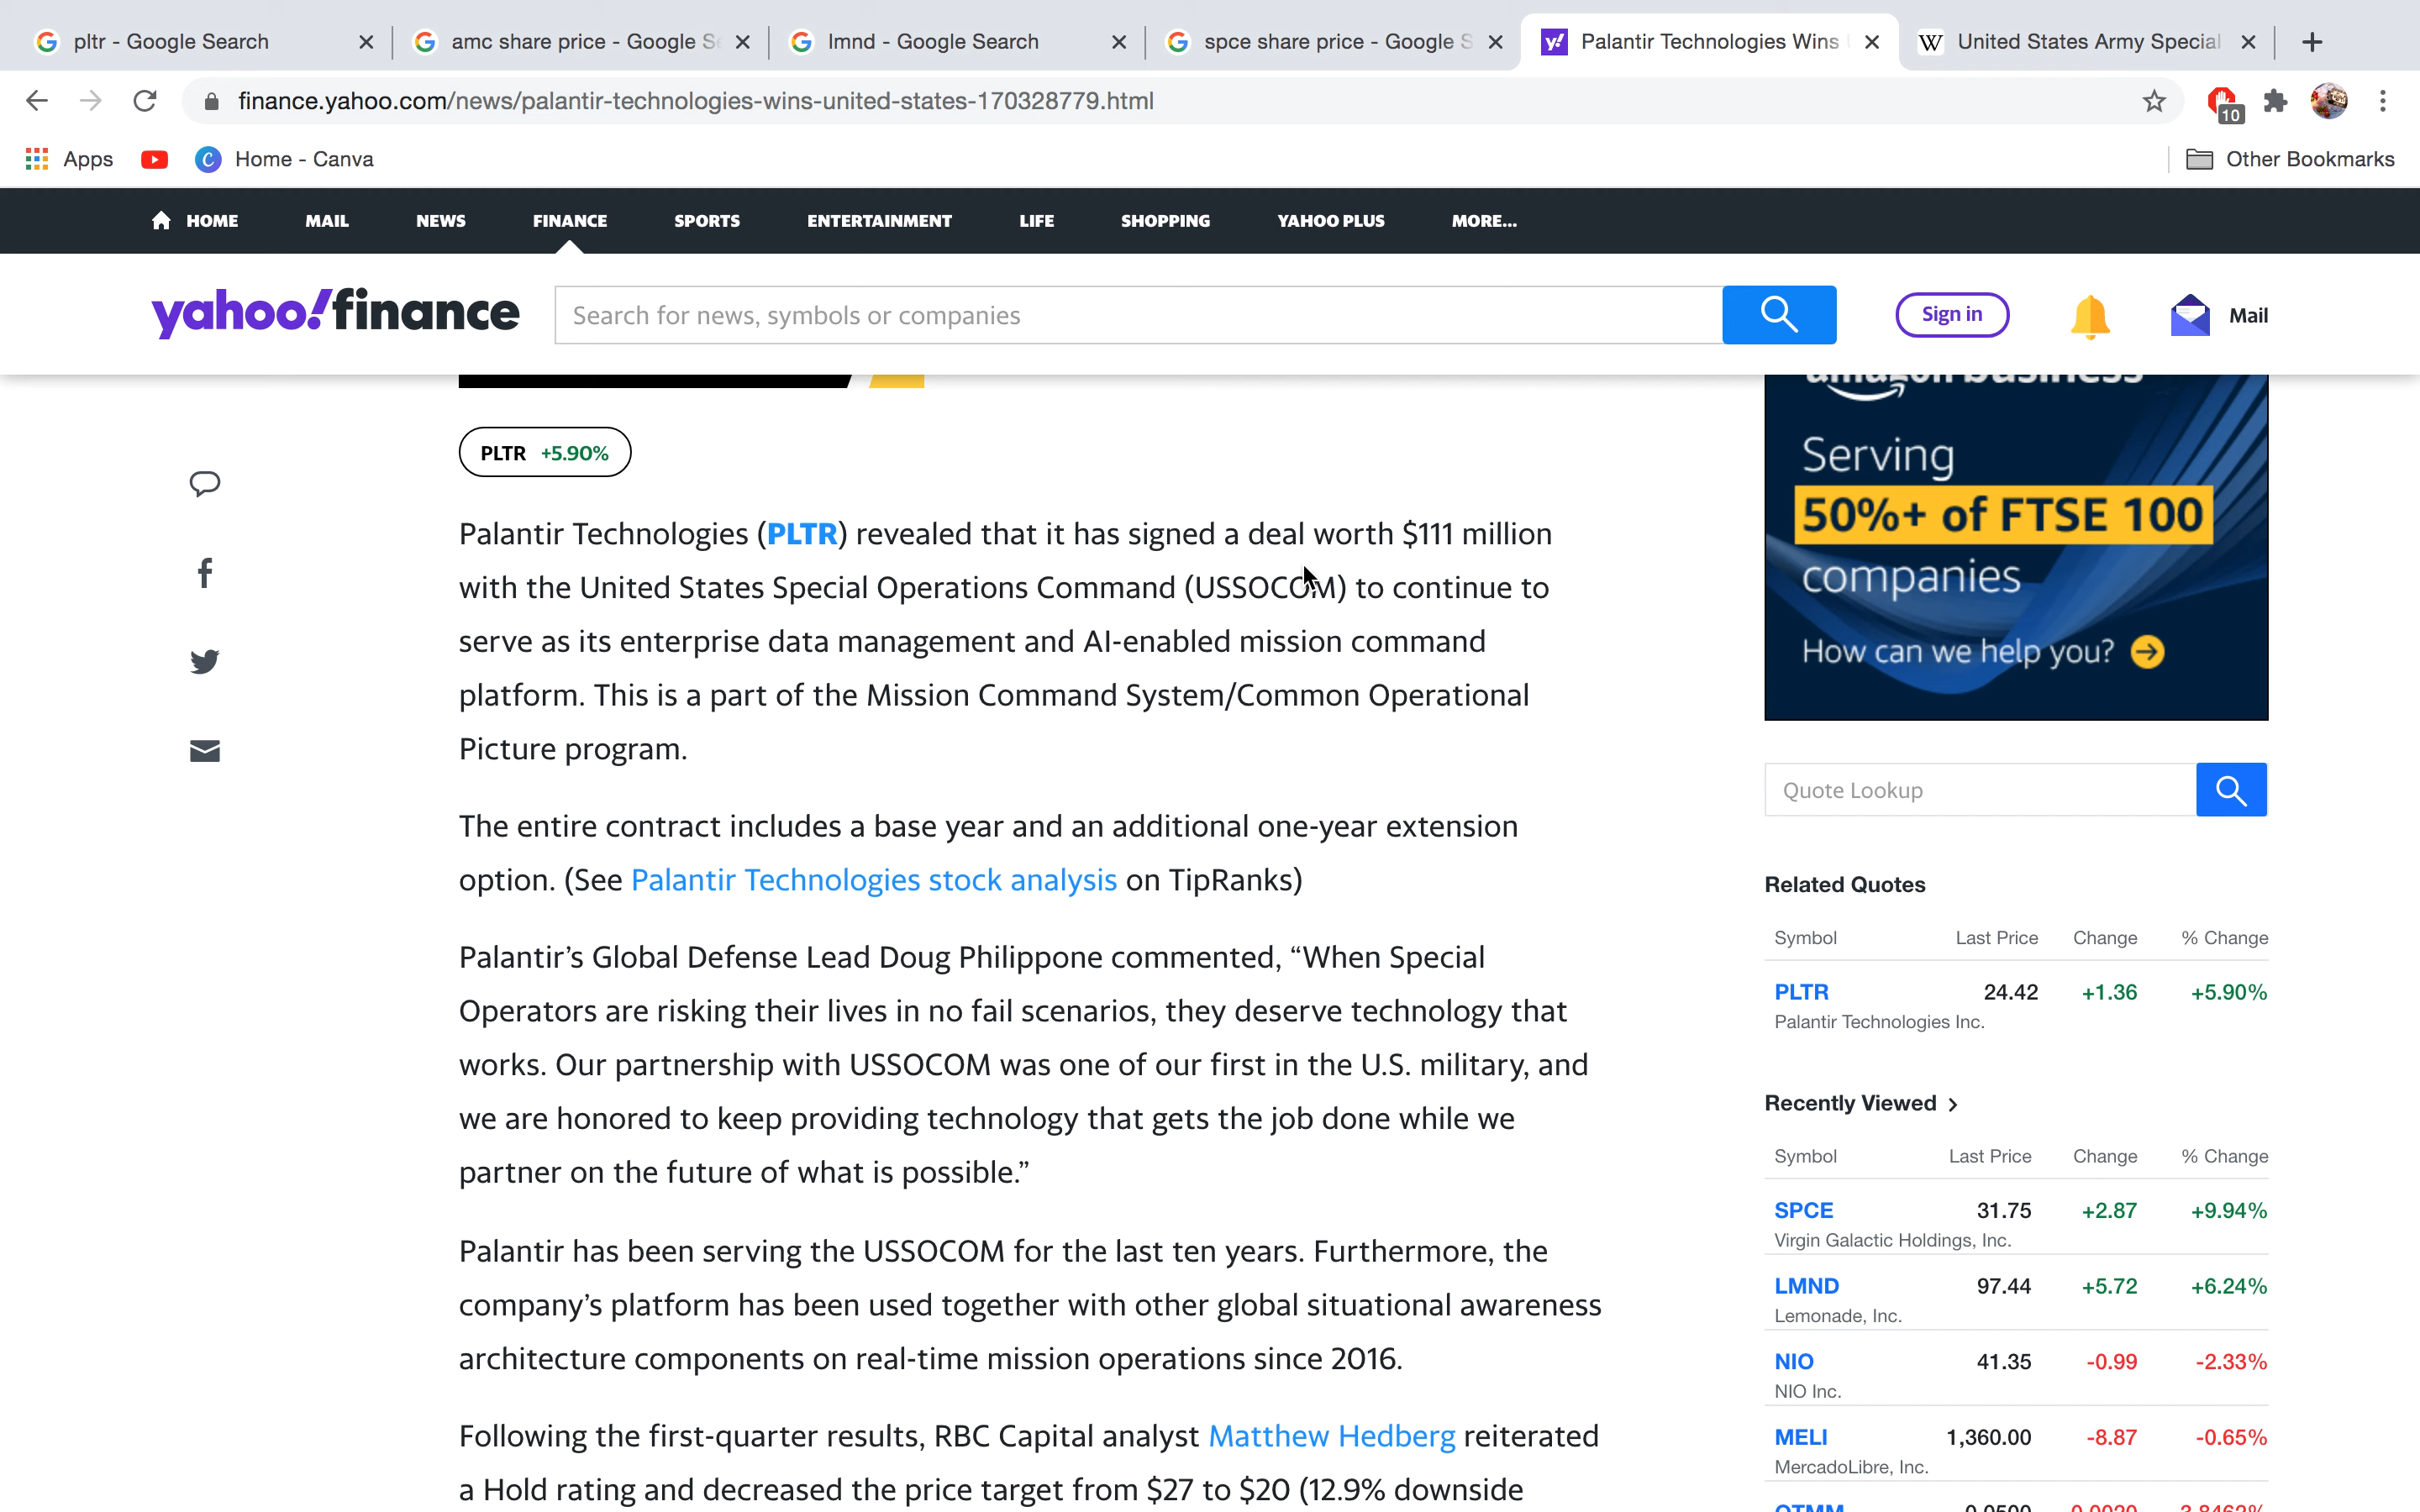 pltr - Google Search
amc share price - Google Se
lmnd - Google Search
spce share price - Google S
Palantir Technologies Wins
United States Army Special
finance.yahoo.com/news/palantir-technologies-wins-united-states-170328779.html
10
Apps
Home - Canva
Other Bookmarks
HOME MAIL NEWS FINANCE SPORTS ENTERTAINMENT LIFE SHOPPING YAHOO PLUS MORE...
yahoo!finance
Search for news, symbols or companies
Sign in
Mail
PLTR +5.90%
Palantir Technologies (PLTR) revealed that it has signed a deal worth $111 million
with the United States Special Operations Command (USSOCOM) to continue to
serve as its enterprise data management and AI-enabled mission command
platform. This is a part of the Mission Command System/Common Operational
Picture program.
The entire contract includes a base year and an additional one-year extension
option. (See Palantir Technologies stock analysis on TipRanks)
Palantir’s Global Defense Lead Doug Philippone commented, “When Special
Operators are risking their lives in no fail scenarios, they deserve technology that
works. Our partnership with USSOCOM was one of our first in the U.S. military, and
we are honored to keep providing technology that gets the job done while we
partner on the future of what is possible.”
Palantir has been serving the USSOCOM for the last ten years. Furthermore, the
company’s platform has been used together with other global situational awareness
architecture components on real-time mission operations since 2016.
Following the first-quarter results, RBC Capital analyst Matthew Hedberg reiterated
a Hold rating and decreased the price target from $27 to $20 (12.9% downside
amazon business
Serving
50%+ of FTSE 100
companies
How can we help you?
Quote Lookup
Related Quotes
Symbol Last Price Change % Change
PLTR 24.42 +1.36 +5.90%
Palantir Technologies Inc.
Recently Viewed
Symbol Last Price Change % Change
SPCE 31.75 +2.87 +9.94%
Virgin Galactic Holdings, Inc.
LMND 97.44 +5.72 +6.24%
Lemonade, Inc.
NIO 41.35 -0.99 -2.33%
NIO Inc.
MELI 1,360.00 -8.87 -0.65%
MercadoLibre, Inc.